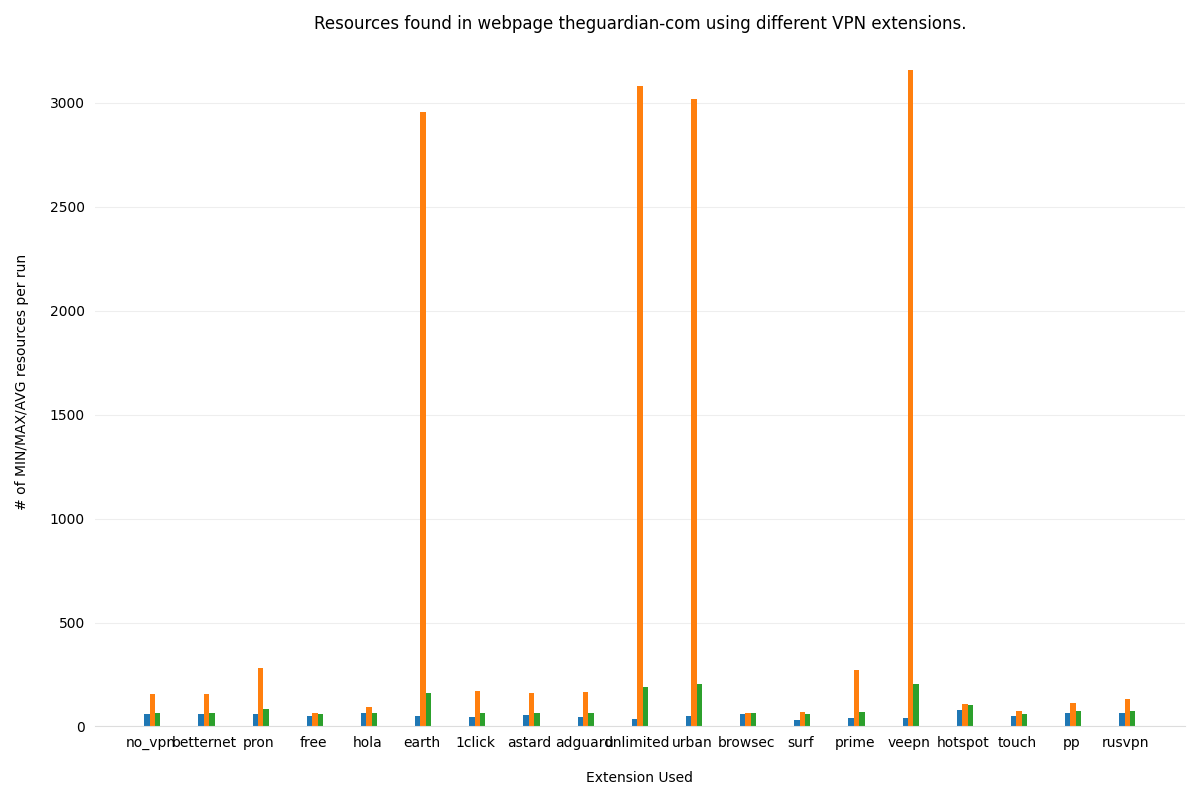 Resources found in webpage theguardian-com using different VPN extensions.
# of MIN/MAX/AVG resources per run
3000
2500
2000
1500
1000
500
0
no_vpn betternet pron free hola earth 1click astard adguard unlimited urban browsec surf prime veepn hotspot touch pp rusvpn
Extension Used